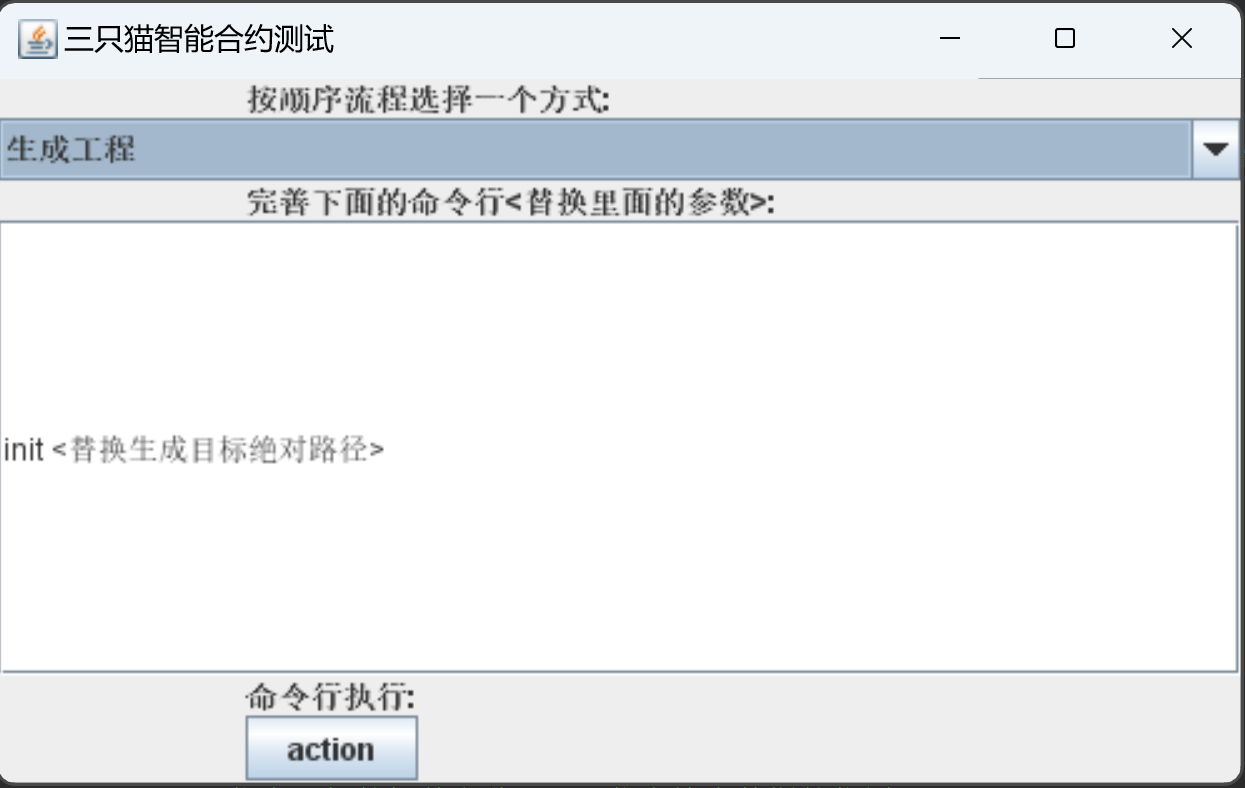 三只猫智能合约测试
按顺序流程选择一个方式:
生成工程
完善下面的命令行<替换里面的参数>:
init <替换生成目标绝对路径>
命令行执行:
action